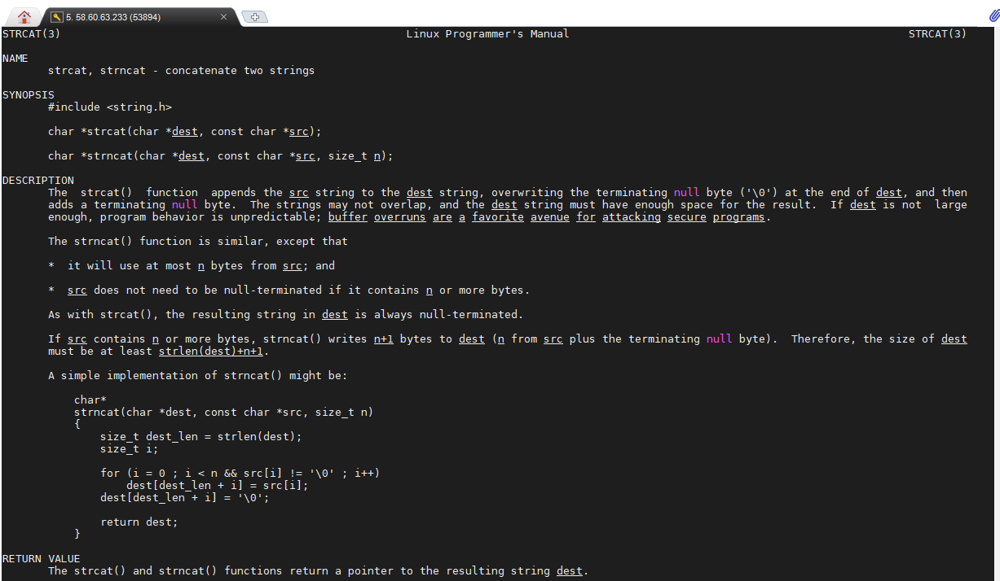 5. 58.60.63.233 (53894)
STRCAT(3) Linux Programmer's Manual STRCAT(3)
NAME
strcat, strncat - concatenate two strings
SYNOPSIS
#include <string.h>
char *strcat(char *dest, const char *src);
char *strncat(char *dest, const char *src, size_t n);
DESCRIPTION
The strcat() function appends the src string to the dest string, overwriting the terminating null byte ('\0') at the end of dest, and then
adds a terminating null byte. The strings may not overlap, and the dest string must have enough space for the result. If dest is not large
enough, program behavior is unpredictable; buffer overruns are a favorite avenue for attacking secure programs.
The strncat() function is similar, except that
* it will use at most n bytes from src; and
* src does not need to be null-terminated if it contains n or more bytes.
As with strcat(), the resulting string in dest is always null-terminated.
If src contains n or more bytes, strncat() writes n+1 bytes to dest (n from src plus the terminating null byte). Therefore, the size of dest
must be at least strlen(dest)+n+1.
A simple implementation of strncat() might be:
char*
strncat(char *dest, const char *src, size_t n)
{
size_t dest_len = strlen(dest);
size_t i;
for (i = 0 ; i < n && src[i] != '\0' ; i++)
dest[dest_len + i] = src[i];
dest[dest_len + i] = '\0';
return dest;
}
RETURN VALUE
The strcat() and strncat() functions return a pointer to the resulting string dest.